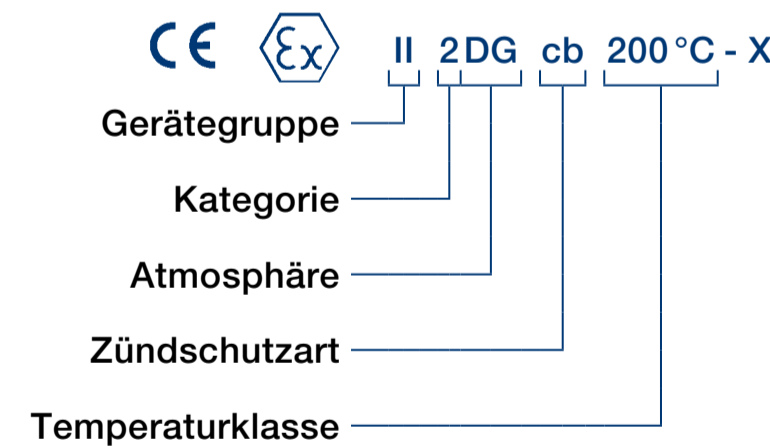 CE Ex II 2DG cb 200 °C - X
Gerätegruppe
Kategorie
Atmosphäre
Zündschutzart
Temperaturklasse